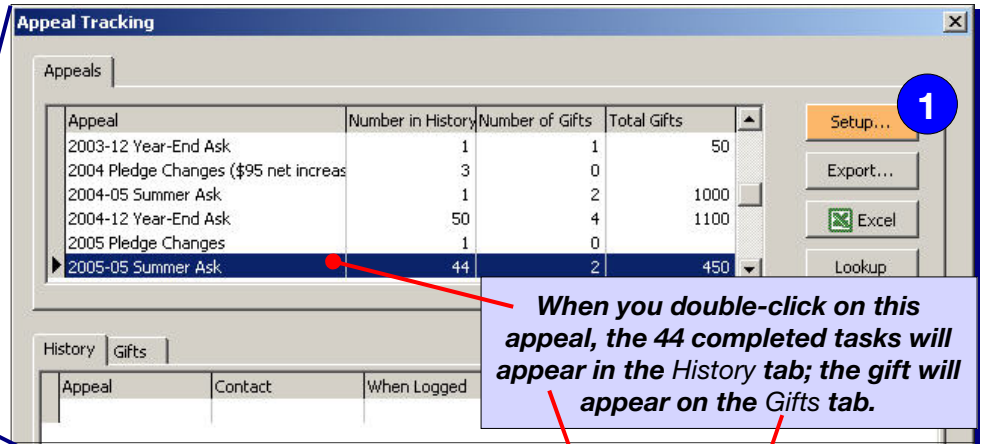 Appeal Tracking
Appeals
Appeal Number in History Number of Gifts Total Gifts
2003-12 Year-End Ask 1 1 50
2004 Pledge Changes ($95 net increas 3 0
2004-05 Summer Ask 1 2 1000
2004-12 Year-End Ask 50 4 1100
2005 Pledge Changes 1 0
2005-05 Summer Ask 44 2 450
1
Setup...
Export...
Excel
Lookup
When you double-click on this
appeal, the 44 completed tasks will
appear in the History tab; the gift will
appear on the Gifts tab.
History Gifts
Appeal Contact When Logged